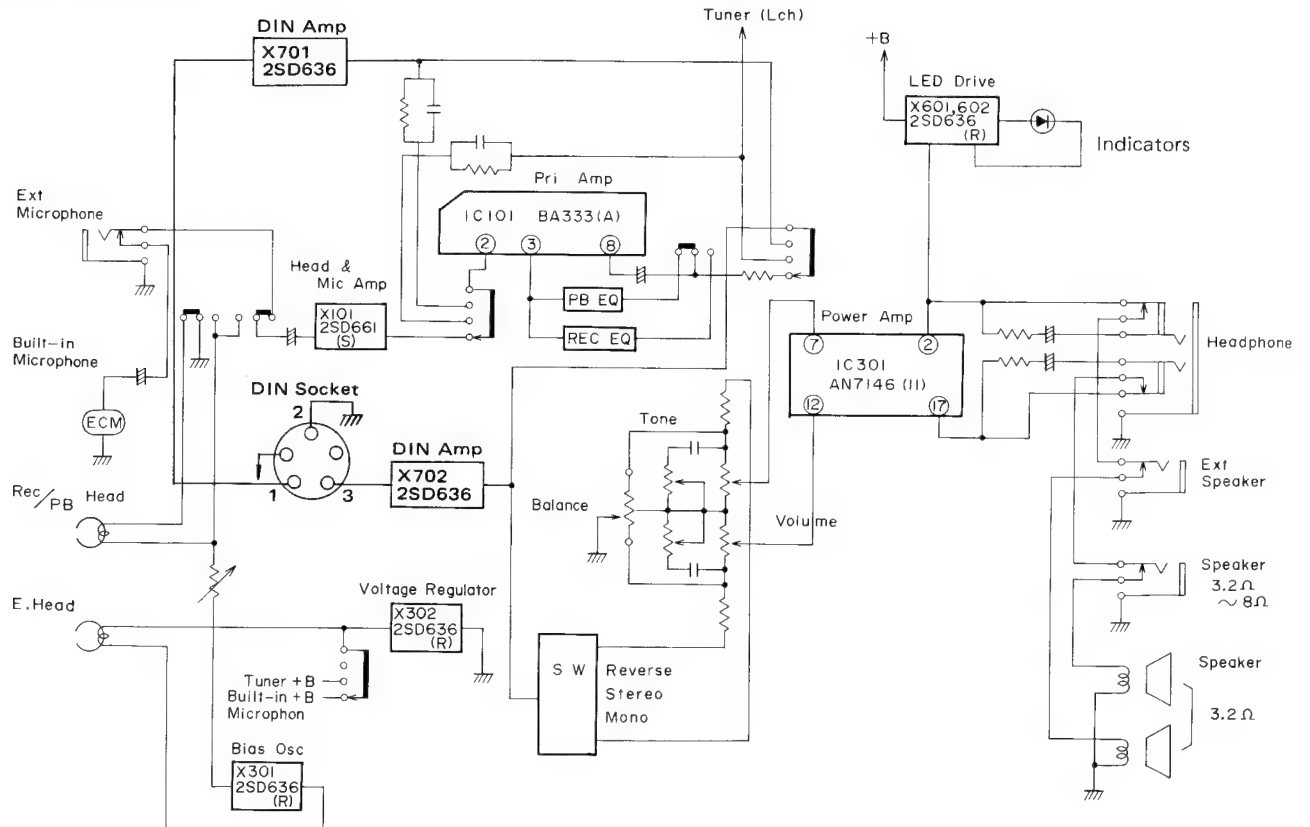 Tuner (Lch)
DIN Amp
X701
2SD636
+B
LED Drive
X601,602
2SD636
(R)
Indicators
Pri Amp
IC101 BA333(A)
2
3
8
Ext
Microphone
Head &
Mic Amp
X101
2SD661
(S)
PB EQ
REC EQ
Power Amp
7
2
IC301
AN7146 (11)
12
17
Headphone
Built-in
Microphone
ECM
DIN Socket
2
1
3
DIN Amp
X702
2SD636
Tone
Balance
Volume
Ext
Speaker
Rec/PB Head
Speaker
3.2Ω
~8Ω
E.Head
Voltage Regulator
X302
2SD636
(R)
Tuner +B
Built-in +B
Microphon
SW
Reverse
Stereo
Mono
Speaker
3.2Ω
Bias Osc
X301
2SD636
(R)